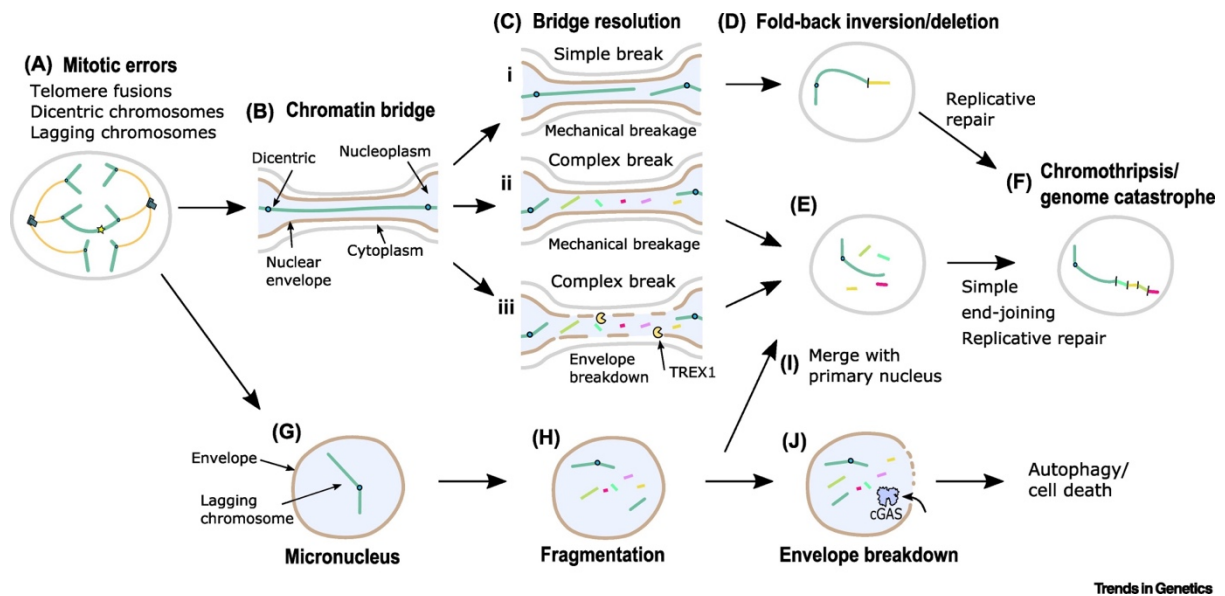 (A) Mitotic errors
Telomere fusions
Dicentric chromosomes
Lagging chromosomes
(B) Chromatin bridge
Dicentric
Nucleoplasm
Nuclear
envelope
Cytoplasm
(C) Bridge resolution
i
Simple break
Mechanical breakage
ii
Complex break
Mechanical breakage
iii
Complex break
Envelope
breakdown
TREX1
(D) Fold-back inversion/deletion
Replicative
repair
(E)
Simple
end-joining
Replicative repair
(F) Chromothripsis/
genome catastrophe
(G)
Envelope
Lagging
chromosome
Micronucleus
(H)
Fragmentation
(I) Merge with
primary nucleus
(J)
cGAS
Envelope breakdown
Autophagy/
cell death
Trends in Genetics